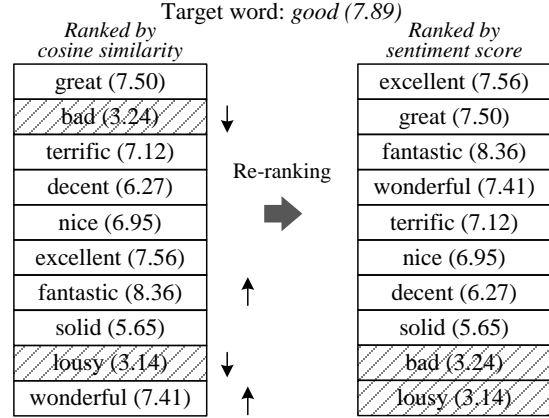 Target word: good (7.89)
Ranked by
cosine similarity
great (7.50)
bad (3.24)
terrific (7.12)
decent (6.27)
nice (6.95)
excellent (7.56)
fantastic (8.36)
solid (5.65)
lousy (3.14)
wonderful (7.41)
Re-ranking
Ranked by
sentiment score
excellent (7.56)
great (7.50)
fantastic (8.36)
wonderful (7.41)
terrific (7.12)
nice (6.95)
decent (6.27)
solid (5.65)
bad (3.24)
lousy (3.14)